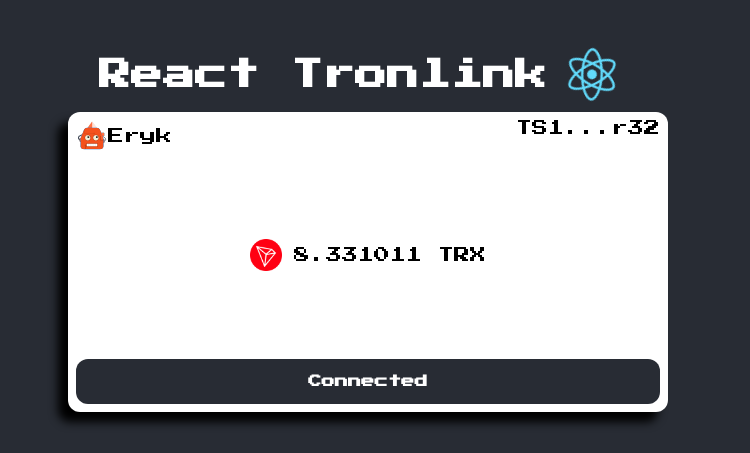 React Tronlink
Eryk
TS1...r32
8.331011 TRX
Connected